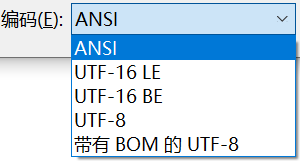 编码(E): ANSI
ANSI
UTF-16 LE
UTF-16 BE
UTF-8
带有 BOM 的 UTF-8